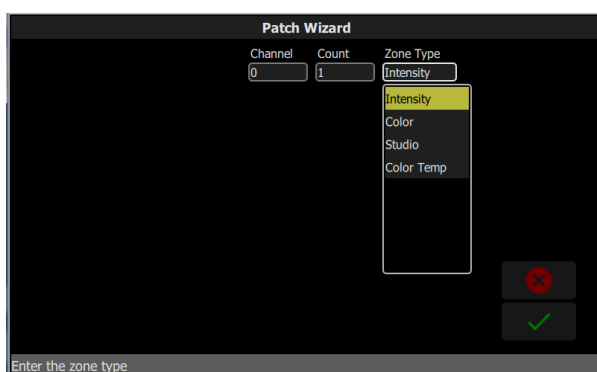 Patch Wizard
Channel Count Zone Type
0 1 Intensity
Intensity
Color
Studio
Color Temp
Enter the zone type